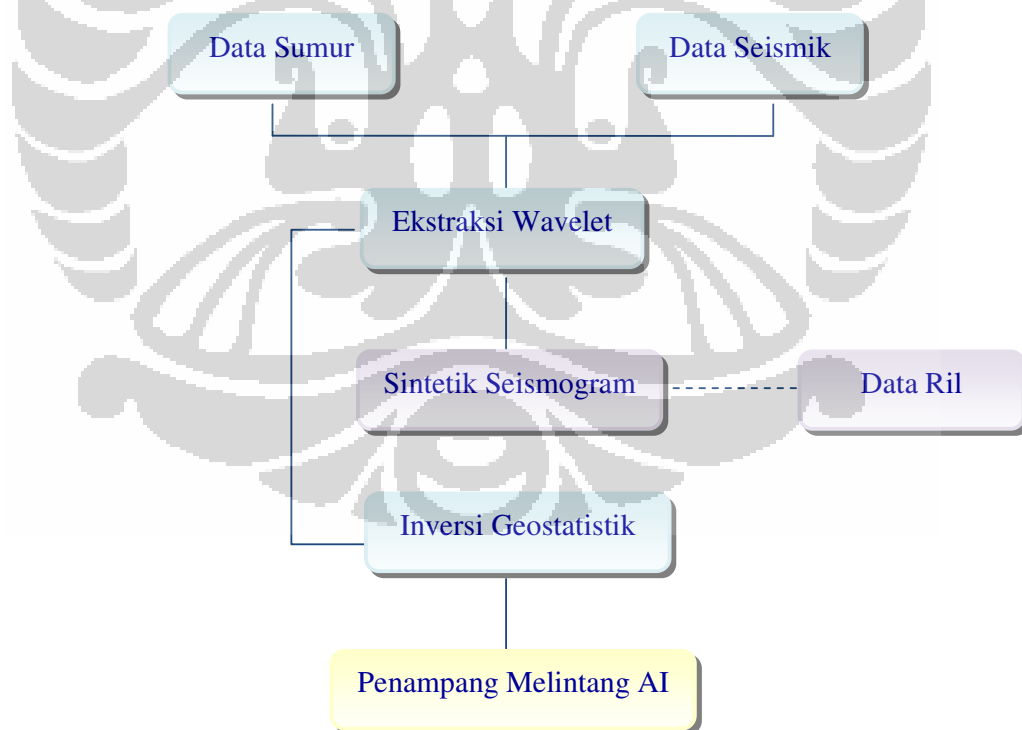 Data Sumur
Data Seismik
Ekstraksi Wavelet
Sintetik Seismogram
Data Ril
Inversi Geostatistik
Penampang Melintang AI